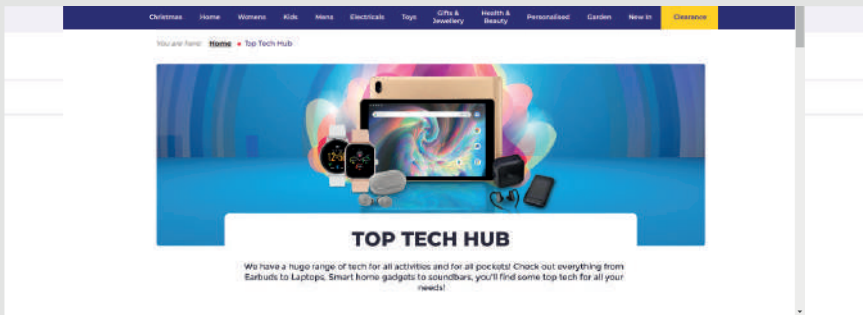 Christmas Home Womens Kids Mens Electricals Toys Gifts & Jewellery Health & Beauty Personalised Garden New In Clearance
You are here: Home Top Tech Hub
TOP TECH HUB
We have a huge range of tech for all activities and for all pockets! Check out everything from
Earbuds to Laptops, Smart home gadgets to soundbars, you'll find some top tech for all your
needs!